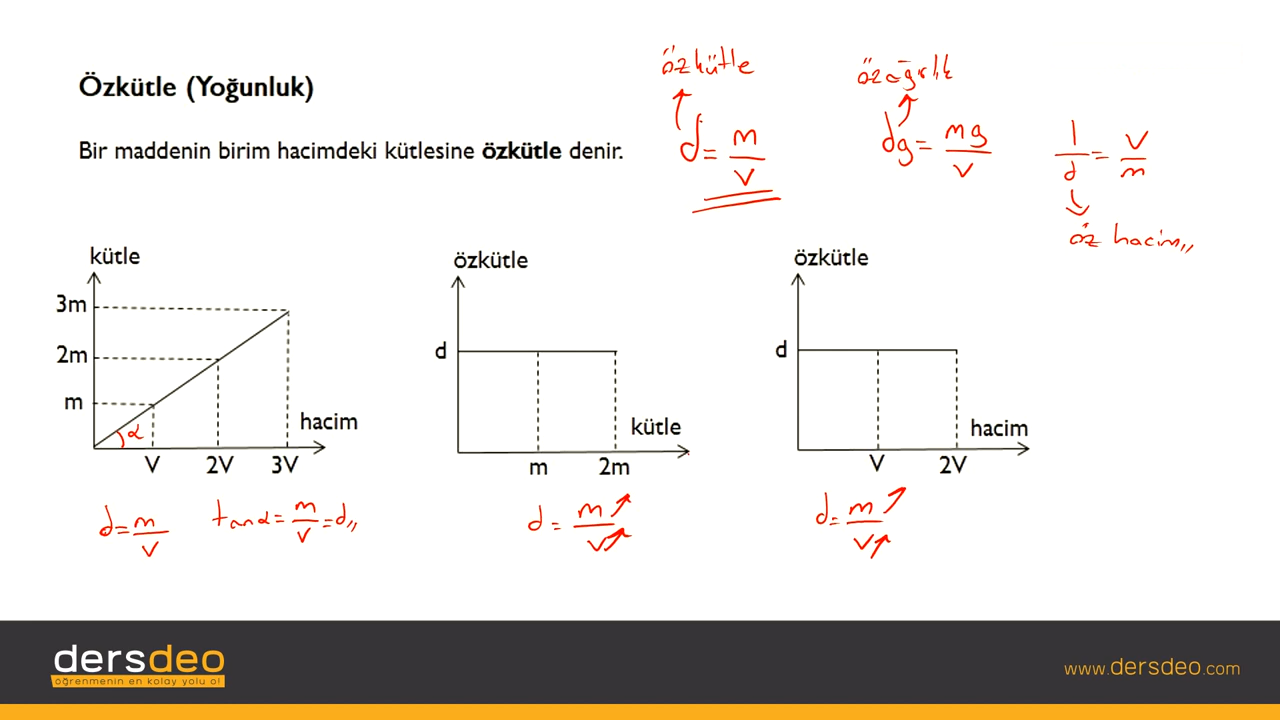 Özkütle (Yoğunluk)
Bir maddenin birim hacimdeki kütlesine özkütle denir.
özkütle
d = m/v
özağırlık
dg = mg/v
1/d = v/m
öz hacim,,
kütle
3m
2m
m
α
hacim
V 2V 3V
d = m/v
tanα = m/v = d,,
özkütle
d
kütle
m 2m
d = m/v
özkütle
d
hacim
V 2V
d = m/v
dersdeo
öğrenmenin en kolay yolu o!
www.dersdeo.com